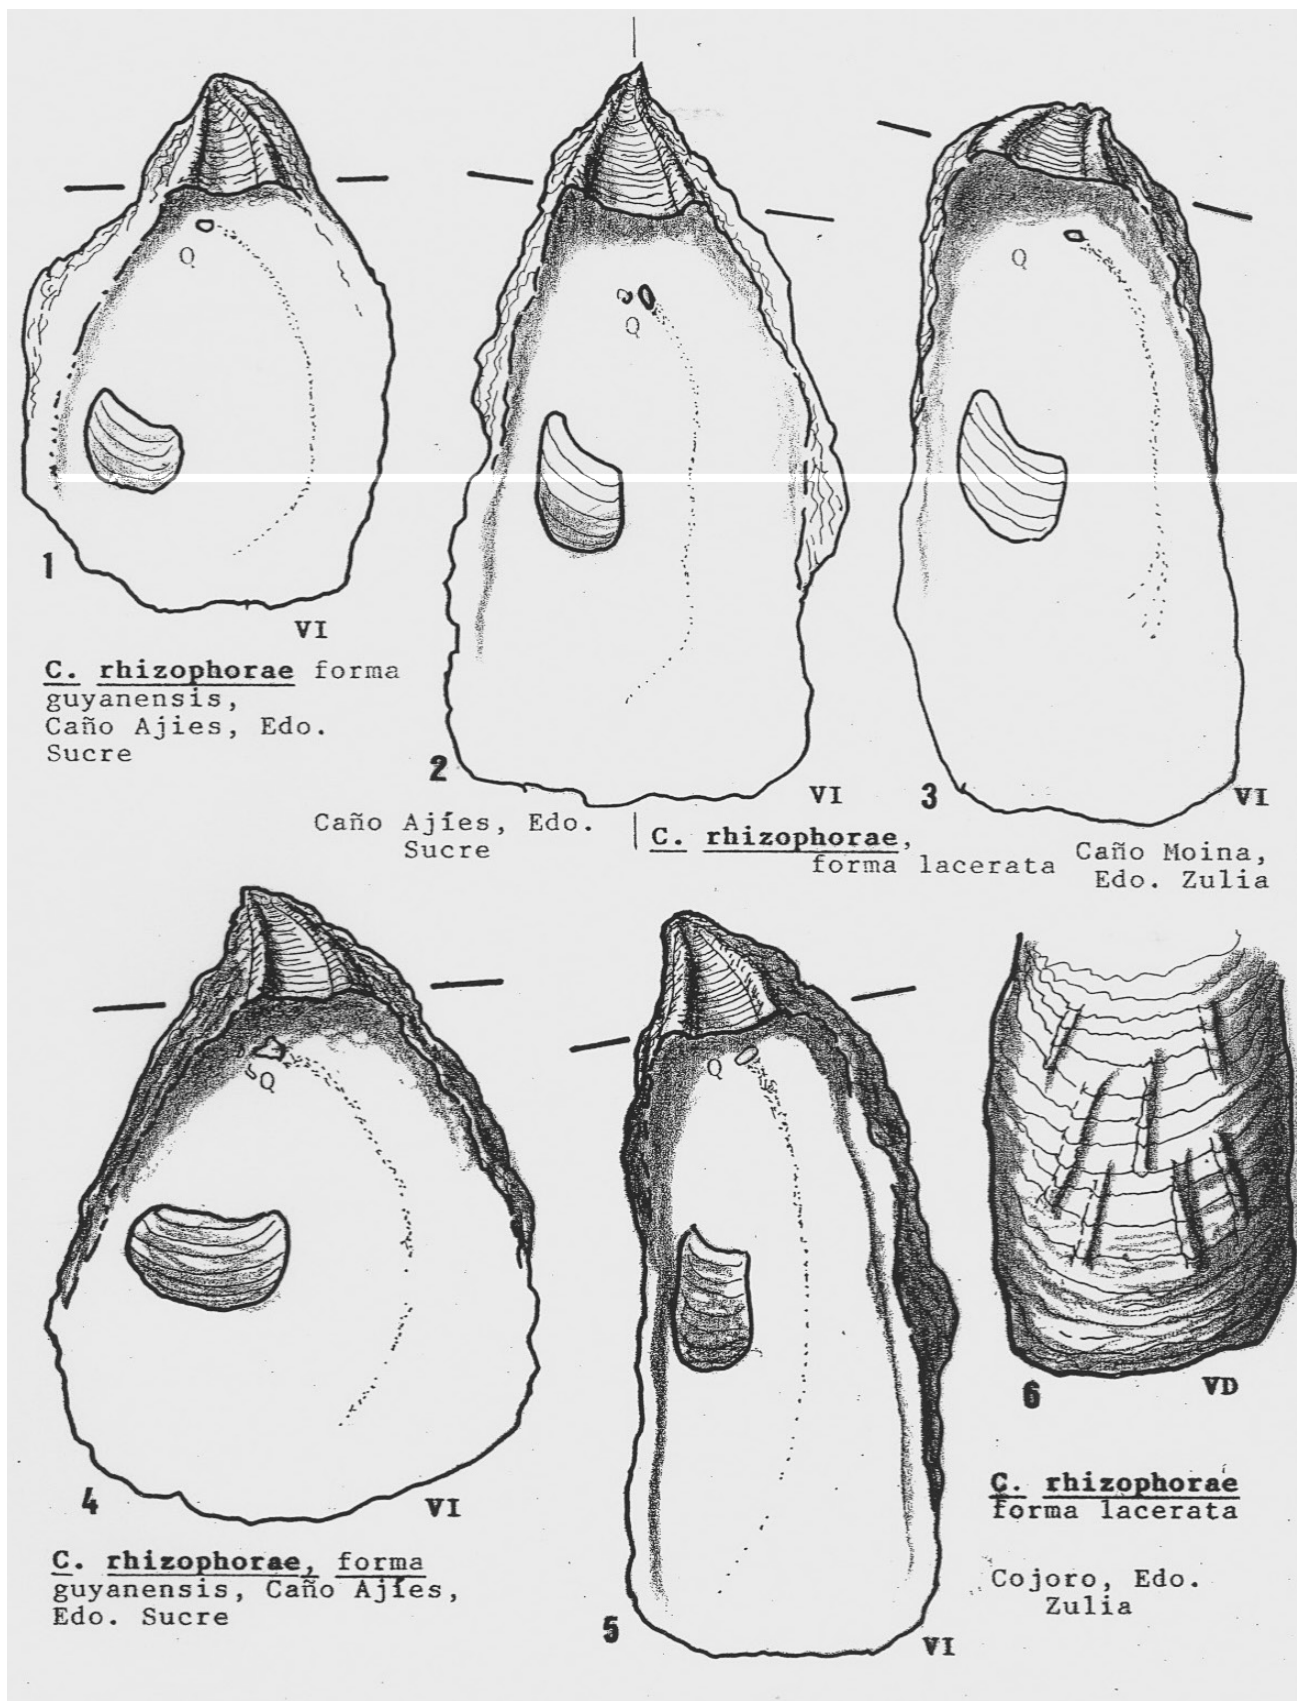 Q
Q
Q
1
VI
C. rhizophorae forma
guyanensis,
Caño Ajies, Edo.
Sucre
2
VI
3
VI
Caño Ajíes, Edo.
Sucre
C. rhizophorae,
forma lacerata
Caño Moina,
Edo. Zulia
Q
Q
4
VI
C. rhizophorae, forma
guyanensis, Caño Ajíes,
Edo. Sucre
5
VI
6
VD
C. rhizophorae
forma lacerata
Cojoro, Edo.
Zulia